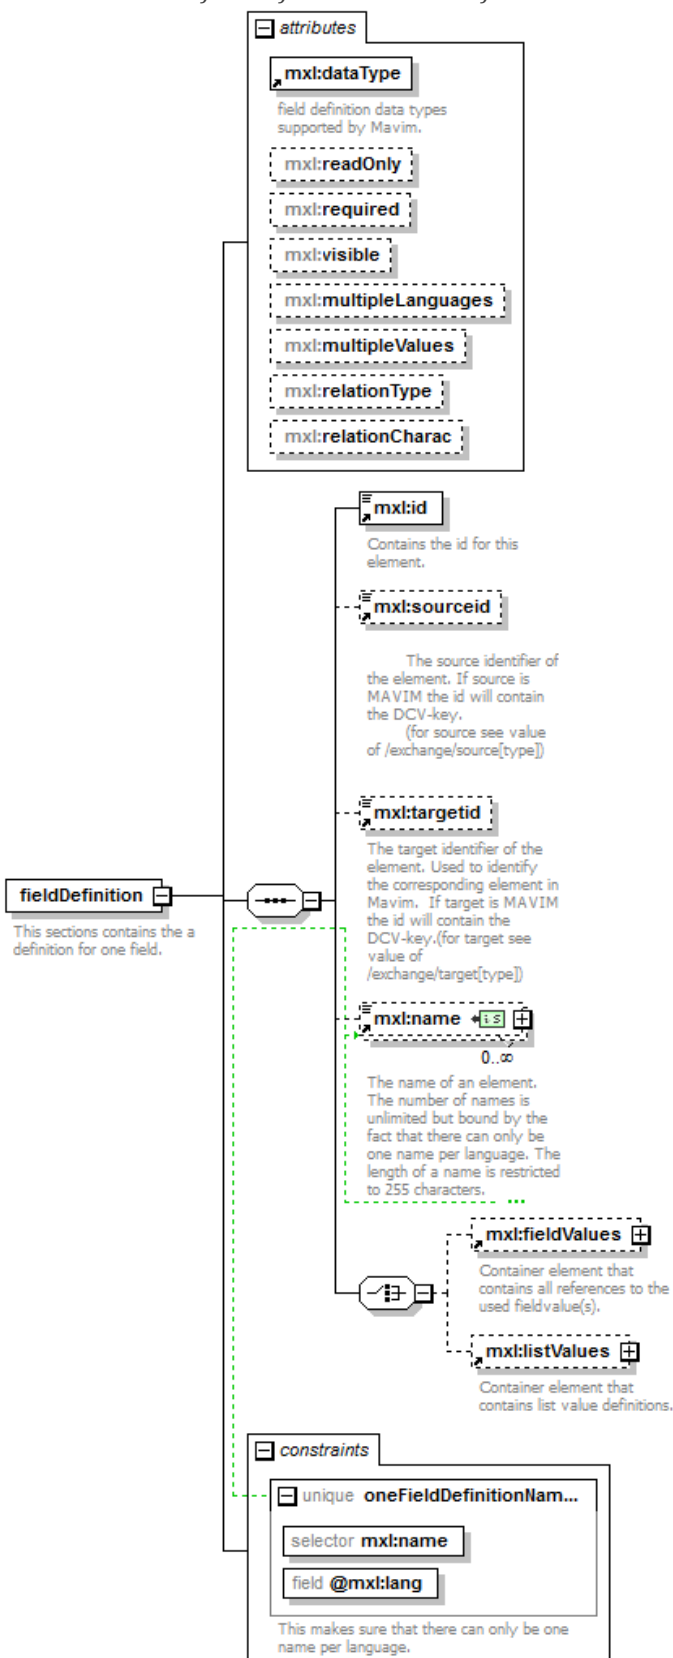 attributes
mxl:dataType
field definition data types
supported by Mavim.
mxl:readOnly
mxl:required
mxl:visible
mxl:multipleLanguages
mxl:multipleValues
mxl:relationType
mxl:relationCharac
mxl:id
Contains the id for this
element.
mxl:sourceid
The source identifier of
the element. If source is
MAVIM the id will contain
the DCV-key.
(for source see value
of /exchange/source[type])
mxl:targetid
The target identifier of the
element. Used to identify
the corresponding element in
Mavim. If target is MAVIM
the id will contain the
DCV-key.(for target see
value of
/exchange/target[type])
fieldDefinition
This sections contains the a
definition for one field.
mxl:name
is
0..∞
The name of an element.
The number of names is
unlimited but bound by the
fact that there can only be
one name per language. The
length of a name is restricted
to 255 characters.
...
mxl:fieldValues
Container element that
contains all references to the
used fieldvalue(s).
mxl:listValues
Container element that
contains list value definitions.
constraints
unique oneFieldDefinitionNam...
selector mxl:name
field @mxl:lang
This makes sure that there can only be one
name per language.